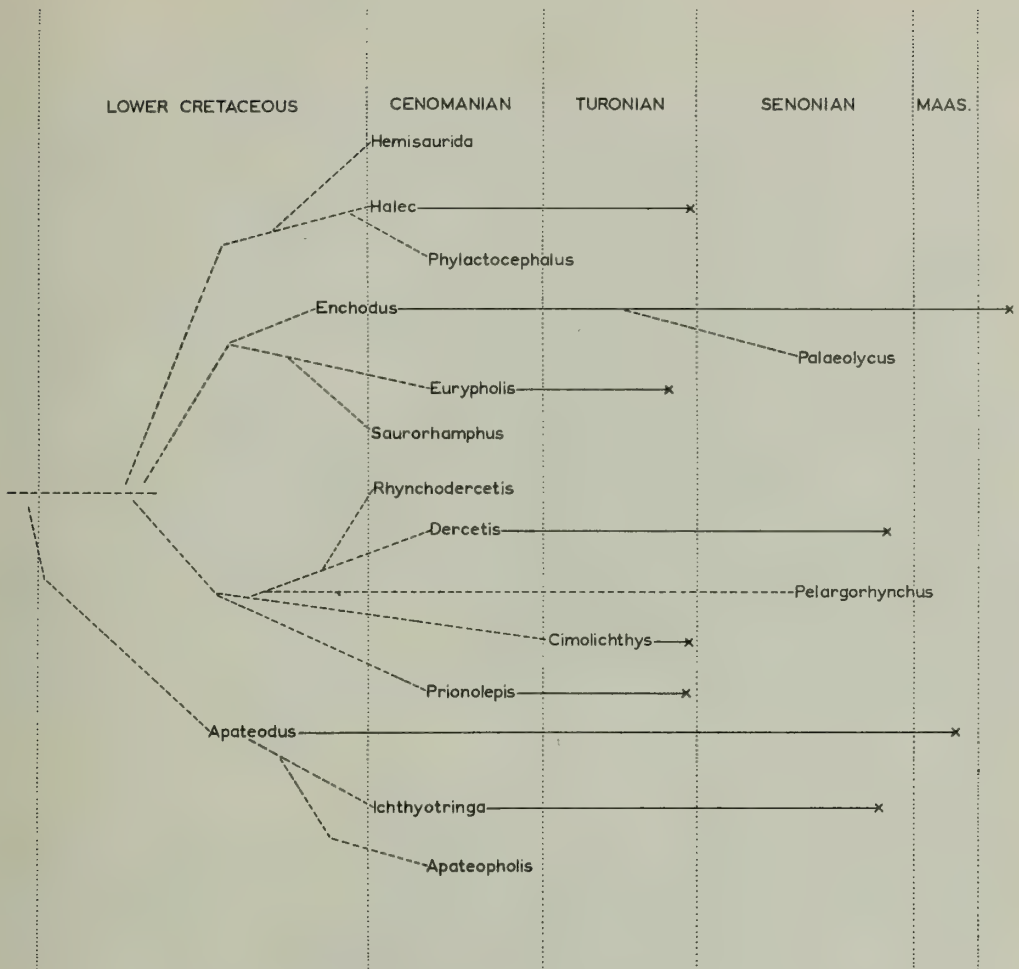 LOWER CRETACEOUS CENOMANIAN TURONIAN SENONIAN MAAS.
Hemisaurida
Halec
Phylactocephalus
Enchodus
Palaeolycus
Eurypholis
Saurorhamphus
Rhynchodercetis
Dercetis
Pelargorhynchus
Cimolichthys
Prionolepis
Apateodus
Ichthyotringa
Apateopholis